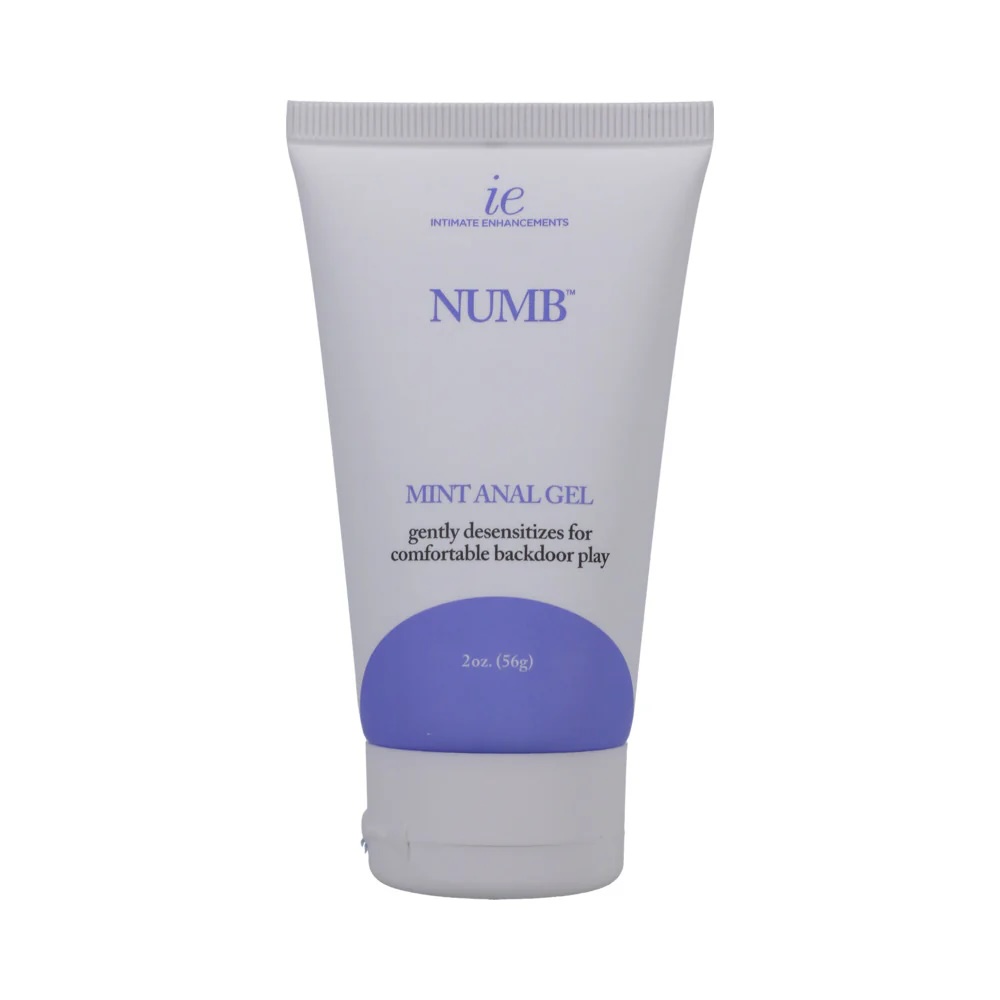 ie
INTIMATE ENHANCEMENTS
NUMB™
MINT ANAL GEL
gently desensitizes for
comfortable backdoor play
2oz. (56g)